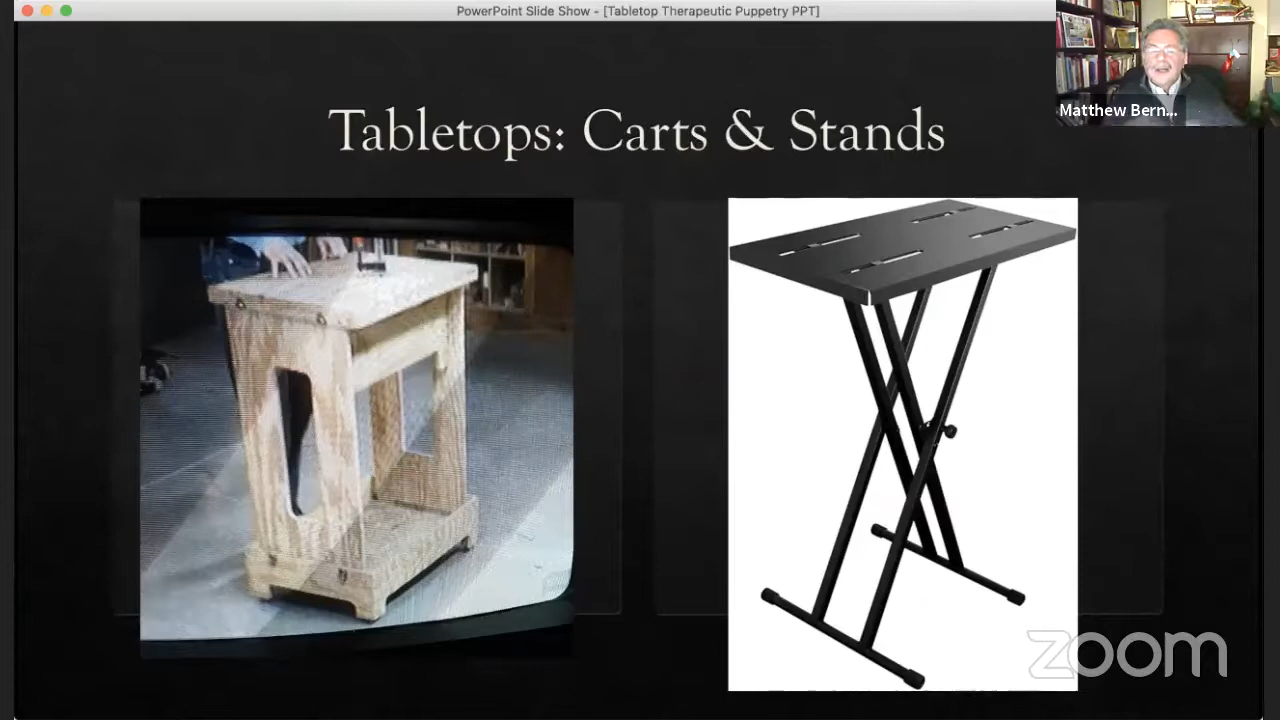 PowerPoint Slide Show - [Tabletop Therapeutic Puppetry PPT]
Matthew Bern...
Tabletops: Carts & Stands
zoom